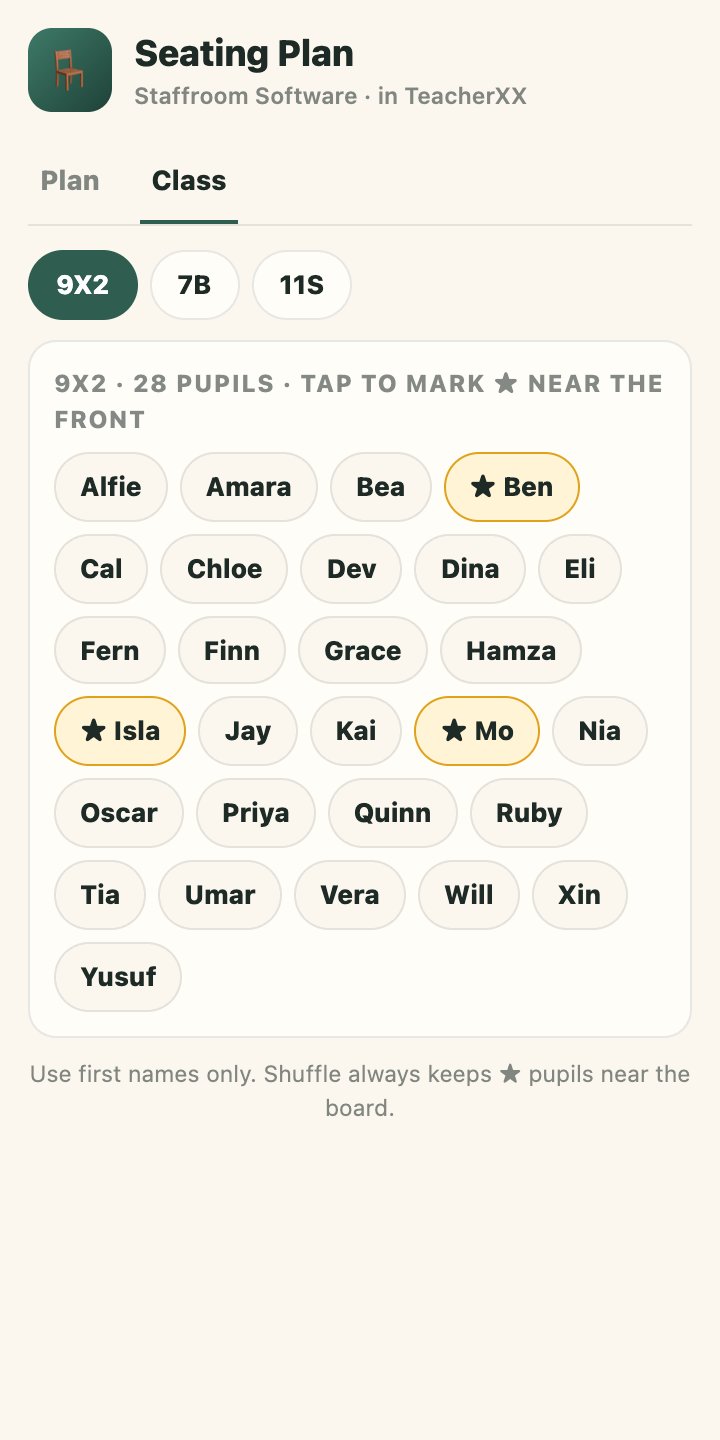 Seating Plan
Staffroom Software · in TeacherXX
Plan Class
9X2 7B 11S
9X2 · 28 PUPILS · TAP TO MARK ★ NEAR THE
FRONT
Alfie Amara Bea ★ Ben
Cal Chloe Dev Dina Eli
Fern Finn Grace Hamza
★ Isla Jay Kai ★ Mo Nia
Oscar Priya Quinn Ruby
Tia Umar Vera Will Xin
Yusuf
Use first names only. Shuffle always keeps ★ pupils near the
board.